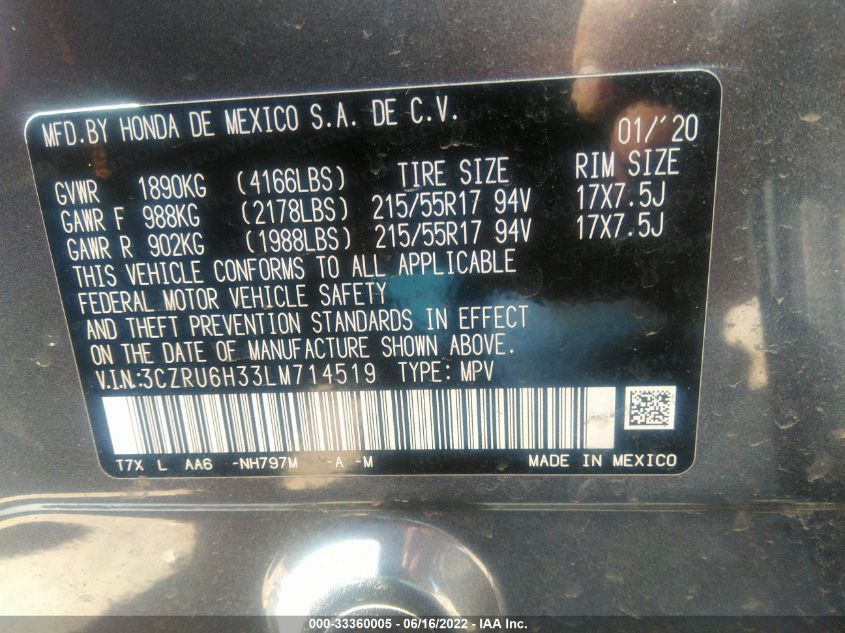 MFD.BY HONDA DE MEXICO S.A. DE C.V. 01/'20
GVWR 1890KG (4166LBS) TIRE SIZE RIM SIZE
GAWR F 988KG (2178LBS) 215/55R17 94V 17X7.5J
GAWR R 902KG (1988LBS) 215/55R17 94V 17X7.5J
THIS VEHICLE CONFORMS TO ALL APPLICABLE
FEDERAL MOTOR VEHICLE SAFETY
AND THEFT PREVENTION STANDARDS IN EFFECT
ON THE DATE OF MANUFACTURE SHOWN ABOVE.
V.I.N:3CZRU6H33LM714519 TYPE: MPV
T7X L AA6 -NH797M -A -M MADE IN MEXICO
000-33360005 - 06/16/2022 - IAA Inc.